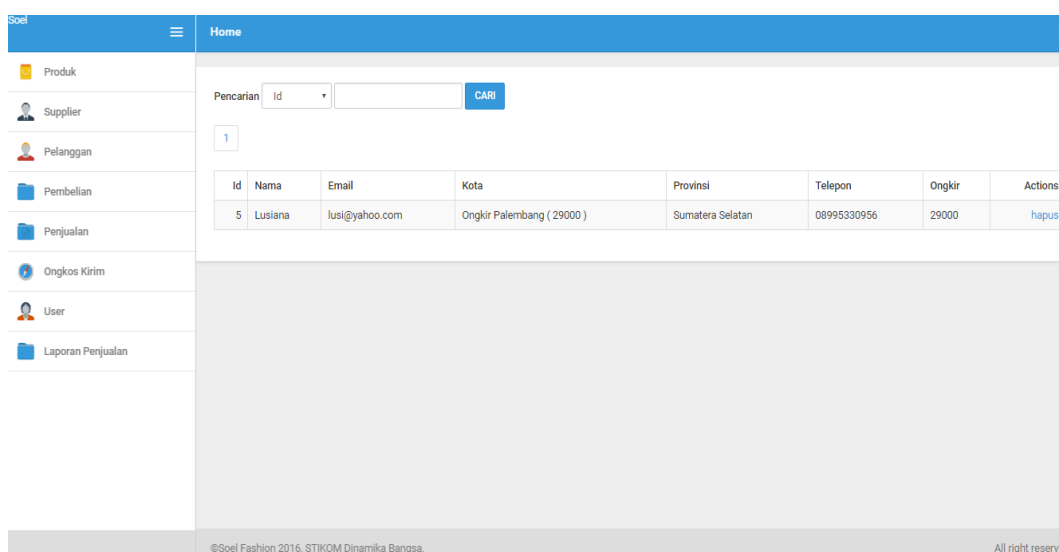 Soel
Home
Produk
Supplier
Pelanggan
Pembelian
Penjualan
Ongkos Kirim
User
Laporan Penjualan
Pencarian Id CARI
1
Id Nama Email Kota Provinsi Telepon Ongkir Actions
5 Lusiana lusi@yahoo.com Ongkir Palembang ( 29000 ) Sumatera Selatan 08995330956 29000 hapus
©Soel Fashion 2016. STIKOM Dinamika Bangsa. All right reserv